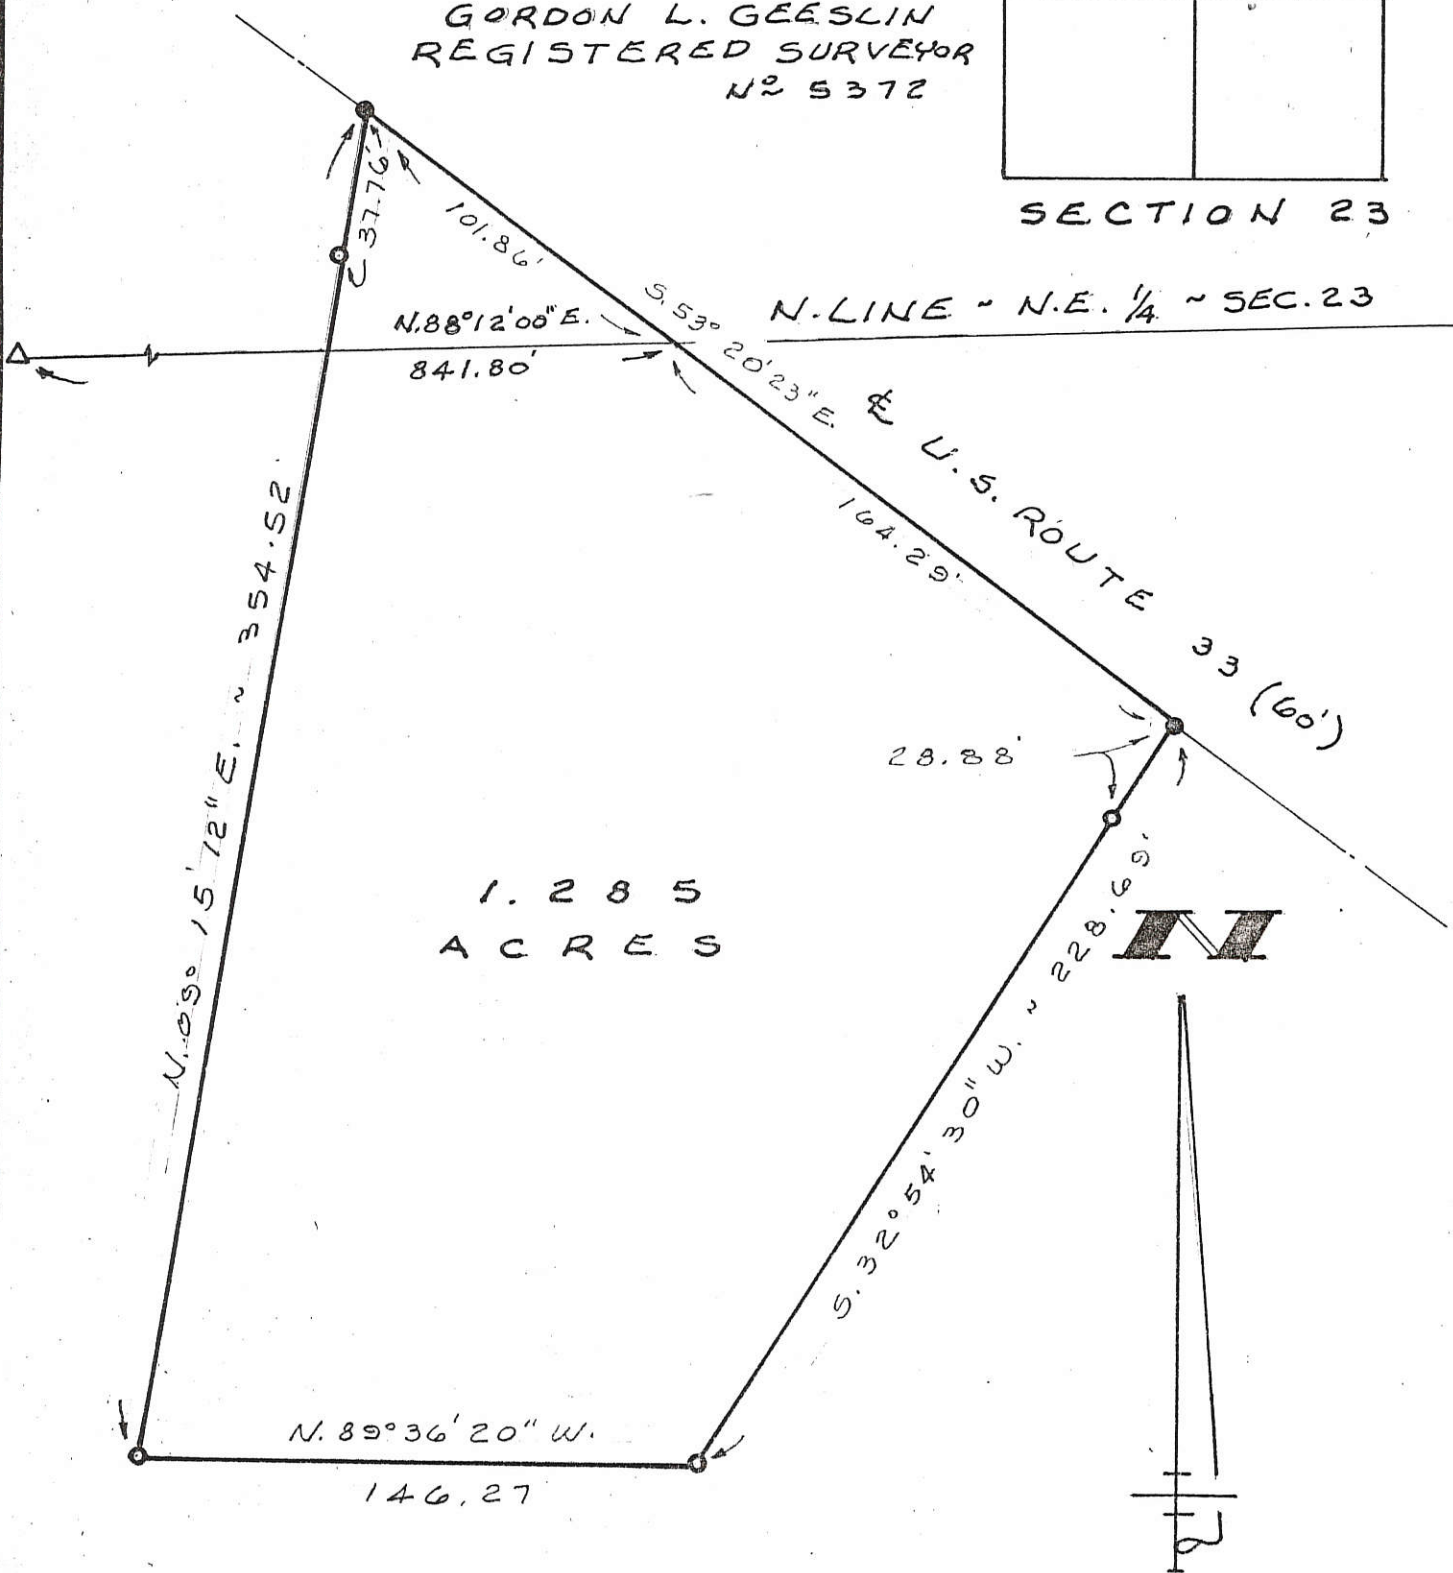 GORDON L. GEESLIN
REGISTERED SURVEYOR
Nº 5372
SECTION 23
37.76'
101.86'
N.LINE ~ N.E. 1/4 ~ SEC. 23
N.88°12'00"E.
841.80'
S.53° 20'23"E.
℄ U.S. ROUTE 33 (60')
164.29'
N.09° 15' 12" E. ~ 354.52'
28.88'
1.285
ACRES
S.32°54'30"W. ~ 228.69'
N
N.89°36'20"W.
146.27